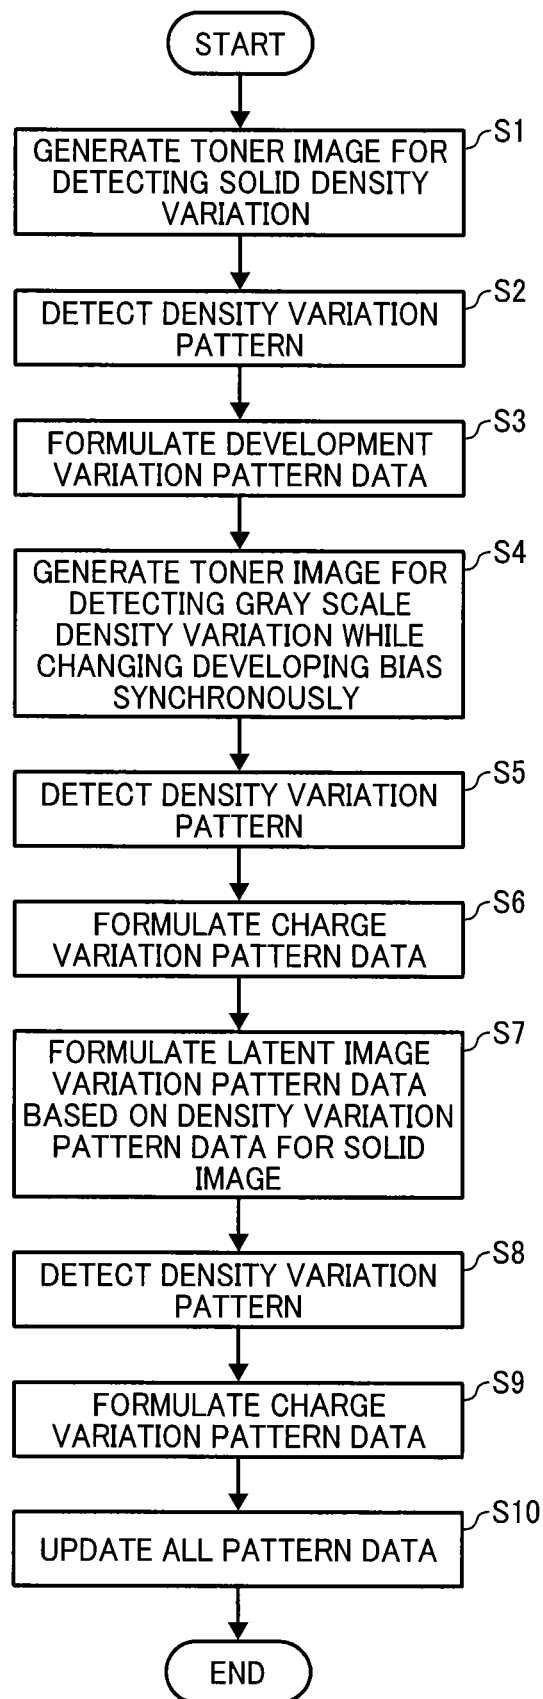 START
S1
GENERATE TONER IMAGE FOR
DETECTING SOLID DENSITY
VARIATION
S2
DETECT DENSITY VARIATION
PATTERN
S3
FORMULATE DEVELOPMENT
VARIATION PATTERN DATA
S4
GENERATE TONER IMAGE FOR
DETECTING GRAY SCALE
DENSITY VARIATION WHILE
CHANGING DEVELOPING BIAS
SYNCHRONOUSLY
S5
DETECT DENSITY VARIATION
PATTERN
S6
FORMULATE CHARGE
VARIATION PATTERN DATA
S7
FORMULATE LATENT IMAGE
VARIATION PATTERN DATA
BASED ON DENSITY VARIATION
PATTERN DATA FOR SOLID
IMAGE
S8
DETECT DENSITY VARIATION
PATTERN
S9
FORMULATE CHARGE
VARIATION PATTERN DATA
S10
UPDATE ALL PATTERN DATA
END